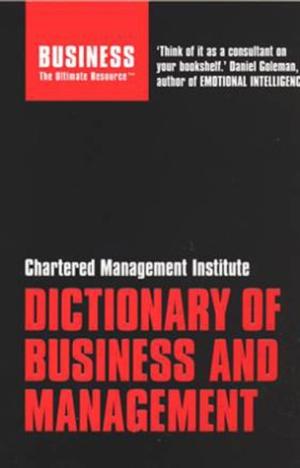 BUSINESS
The Ultimate Resource™
'Think of it as a consultant on
your bookshelf.' Daniel Goleman,
author of EMOTIONAL INTELLIGENC
Chartered Management Institute
DICTIONARY OF
BUSINESS AND
MANAGEMENT